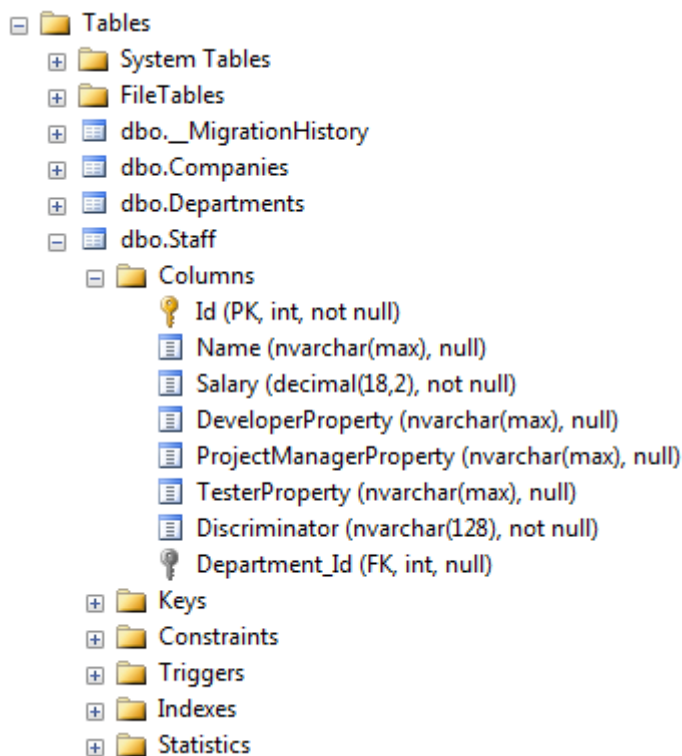 Tables
System Tables
FileTables
dbo.__MigrationHistory
dbo.Companies
dbo.Departments
dbo.Staff
Columns
Id (PK, int, not null)
Name (nvarchar(max), null)
Salary (decimal(18,2), not null)
DeveloperProperty (nvarchar(max), null)
ProjectManagerProperty (nvarchar(max), null)
TesterProperty (nvarchar(max), null)
Discriminator (nvarchar(128), not null)
Department_Id (FK, int, null)
Keys
Constraints
Triggers
Indexes
Statistics